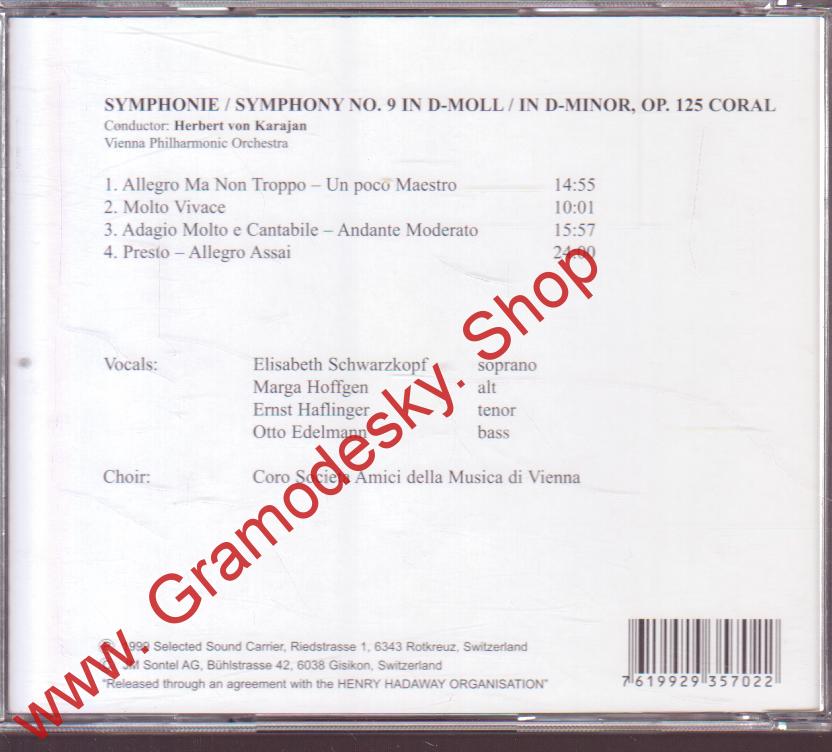 SYMPHONIE / SYMPHONY NO. 9 IN D-MOLL / IN D-MINOR, OP. 125 CORAL
Conductor: Herbert von Karajan
Vienna Philharmonic Orchestra
1. Allegro Ma Non Troppo – Un poco Maestro 14:55
2. Molto Vivace 10:01
3. Adagio Molto e Cantabile – Andante Moderato 15:57
4. Presto – Allegro Assai 24:00
Vocals: Elisabeth Schwarzkopf soprano
Marga Hoffgen alt
Ernst Haflinger tenor
Otto Edelmann bass
Choir: Coro Societa Amici della Musica di Vienna
℗ 1999 Selected Sound Carrier, Riedstrasse 1, 6343 Rotkreuz, Switzerland
© JM Sontel AG, Bühlstrasse 42, 6038 Gisikon, Switzerland
"Released through an agreement with the HENRY HADAWAY ORGANISATION"
7 619929 357022
www. Gramodesky. Shop